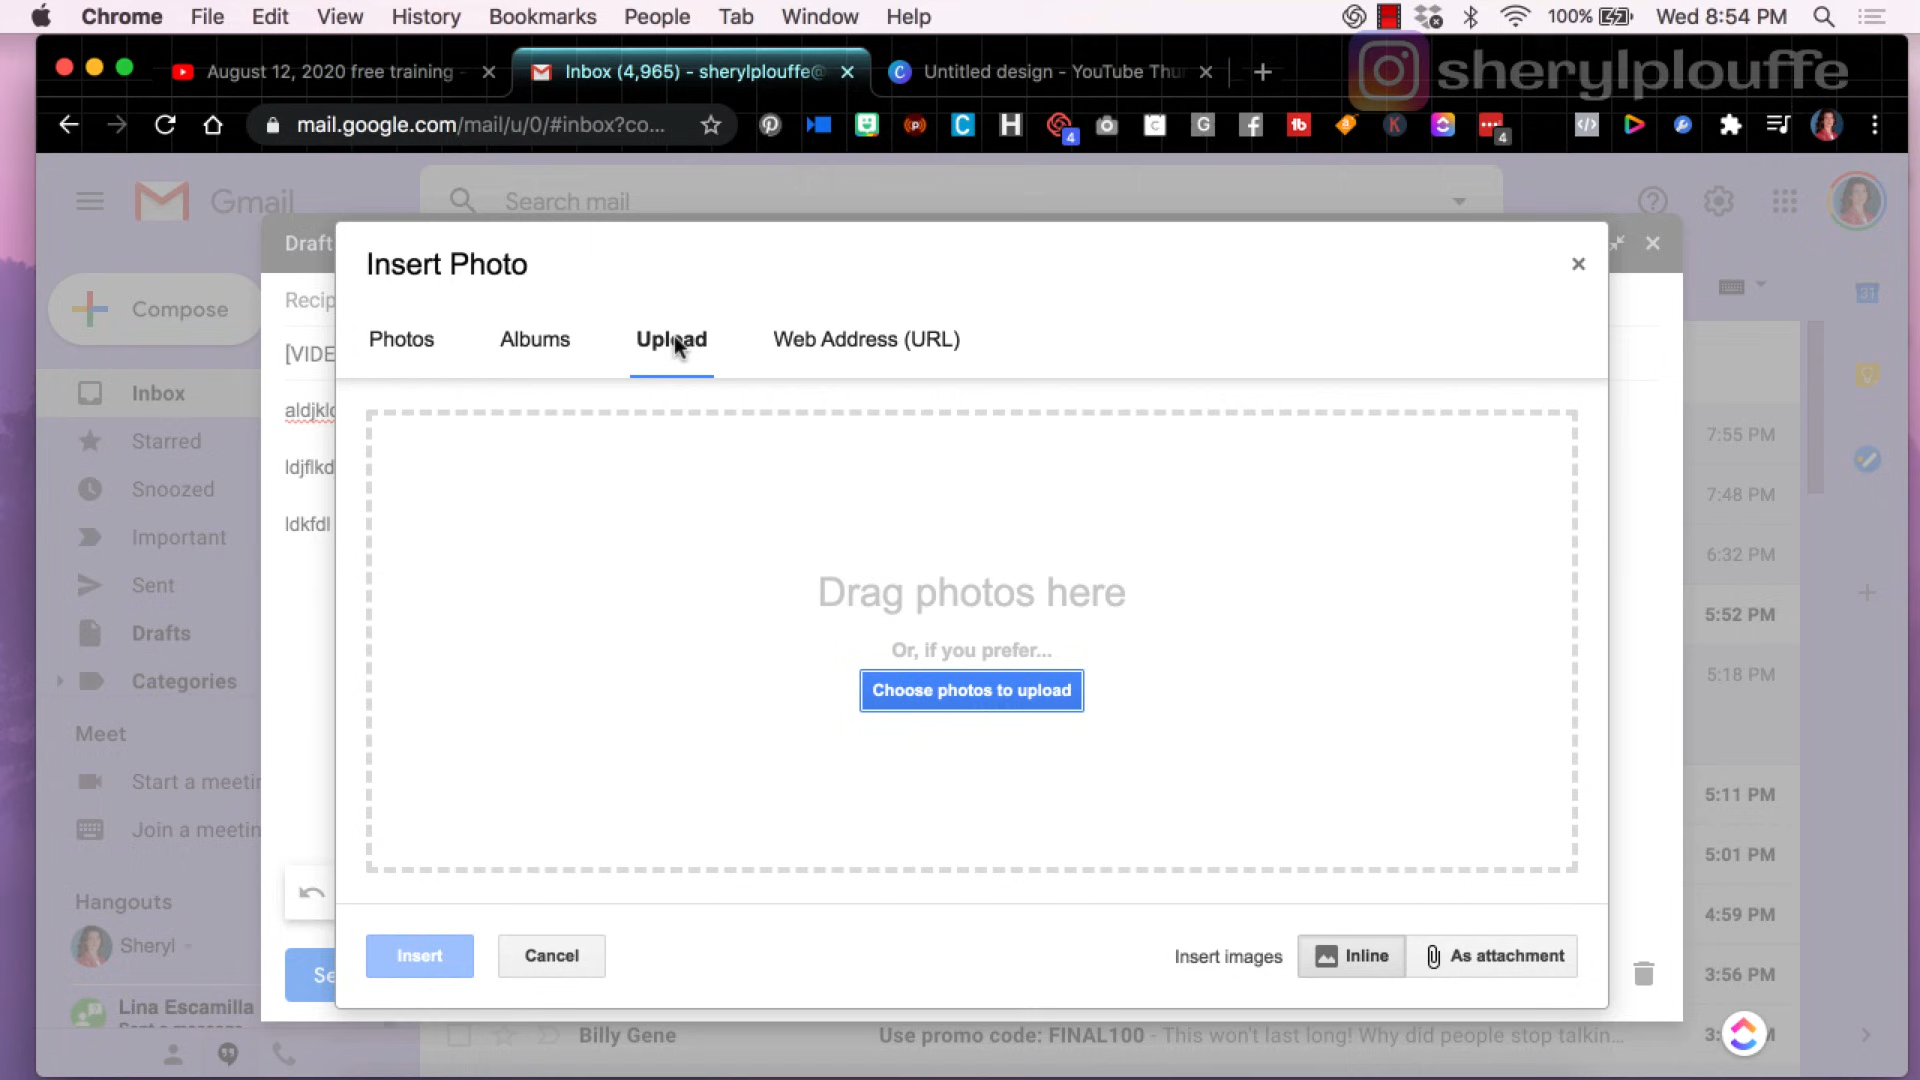 Chrome File Edit View History Bookmarks People Tab Window Help 100% Wed 8:54 PM
August 12, 2020 free training - Inbox (4,965) - sherylplouffe@ Untitled design - YouTube Thu
sherylplouffe
mail.google.com/mail/u/0/#inbox?co... 4 4
Gmail Search mail
Draft
Insert Photo
Compose
Recip
Photos Albums Upload Web Address (URL)
[VIDE
Inbox
aldjklc
Starred 7:55 PM
ldjflkd
Snoozed 7:48 PM
ldkfdl
Important 6:32 PM
Sent
Drag photos here
5:52 PM
Drafts
Or, if you prefer...
Categories 5:18 PM
Choose photos to upload
Meet
Start a meetin 5:11 PM
Join a meetin 5:01 PM
Hangouts 4:59 PM
Sheryl
Insert Cancel Insert images Inline As attachment
Se 3:56 PM
Lina Escamilla
Billy Gene Use promo code: FINAL100 - This won't last long! Why did people stop talkin...